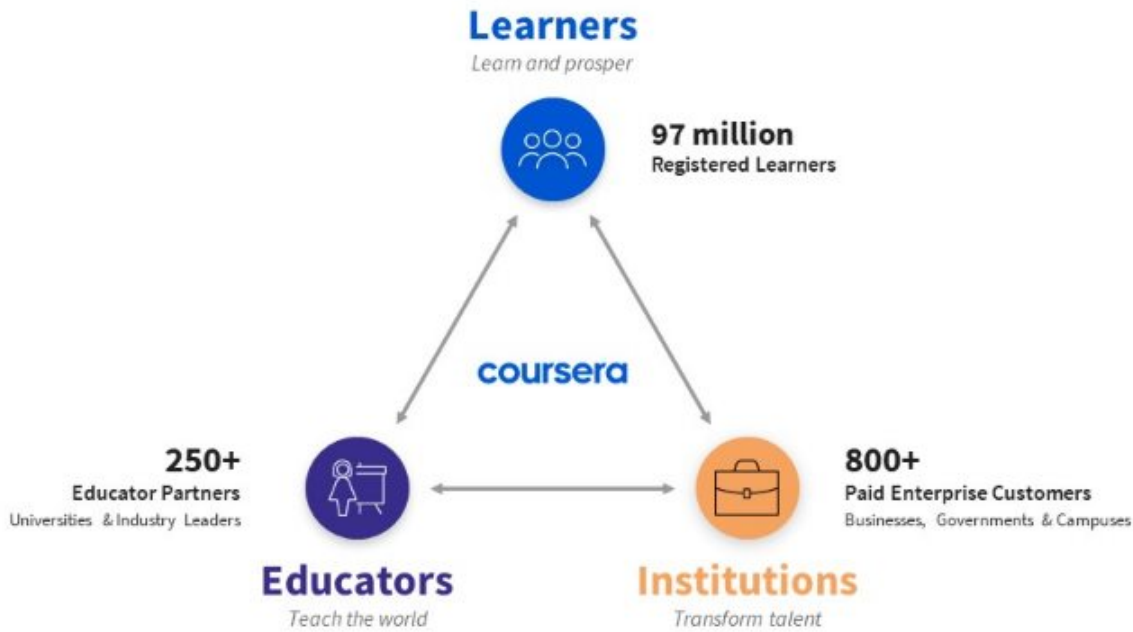 Learners
Learn and prosper
97 million
Registered Learners
coursera
250+
Educator Partners
Universities & Industry Leaders
Educators
Teach the world
800+
Paid Enterprise Customers
Businesses, Governments & Campuses
Institutions
Transform talent